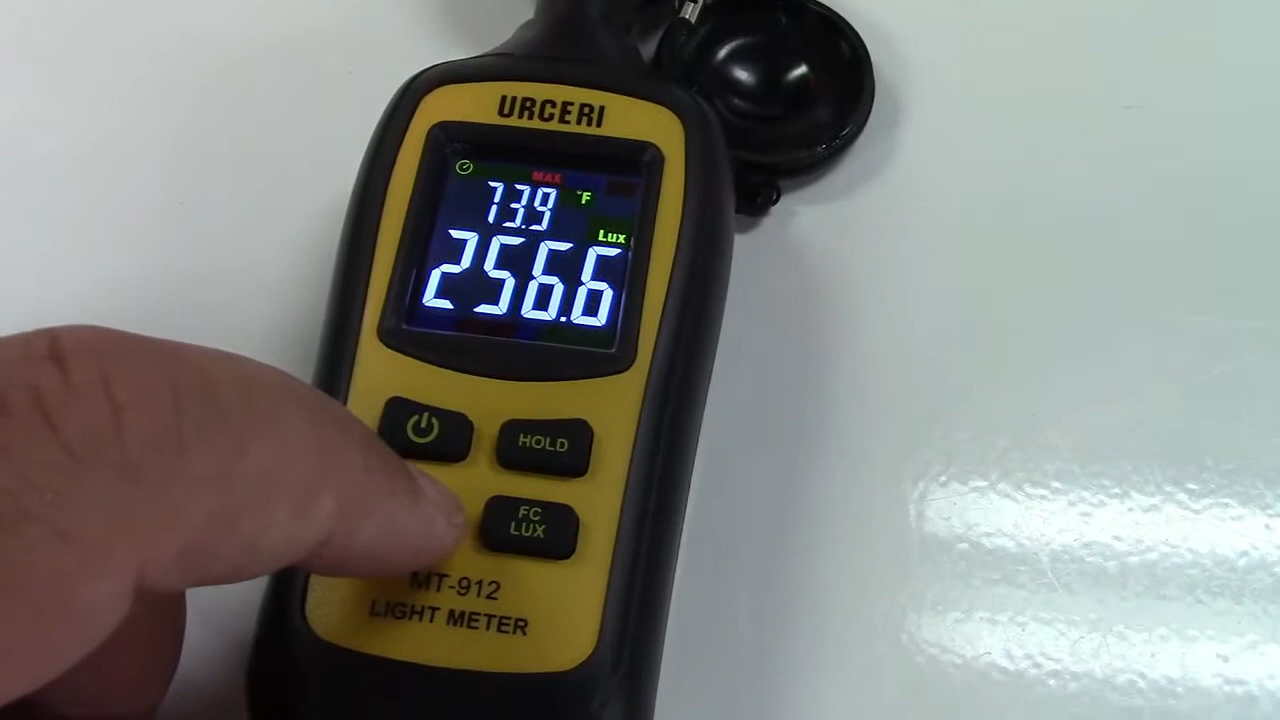 URCERI
MAX
73.9 °F
Lux
256.6
HOLD
FC
LUX
MT-912
LIGHT METER